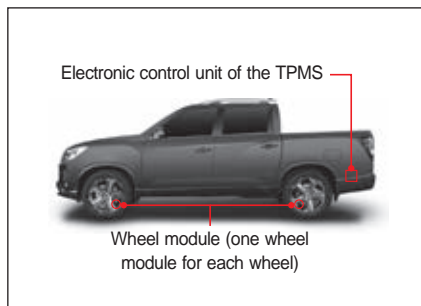 Electronic control unit of the TPMS
Wheel module (one wheel
module for each wheel)